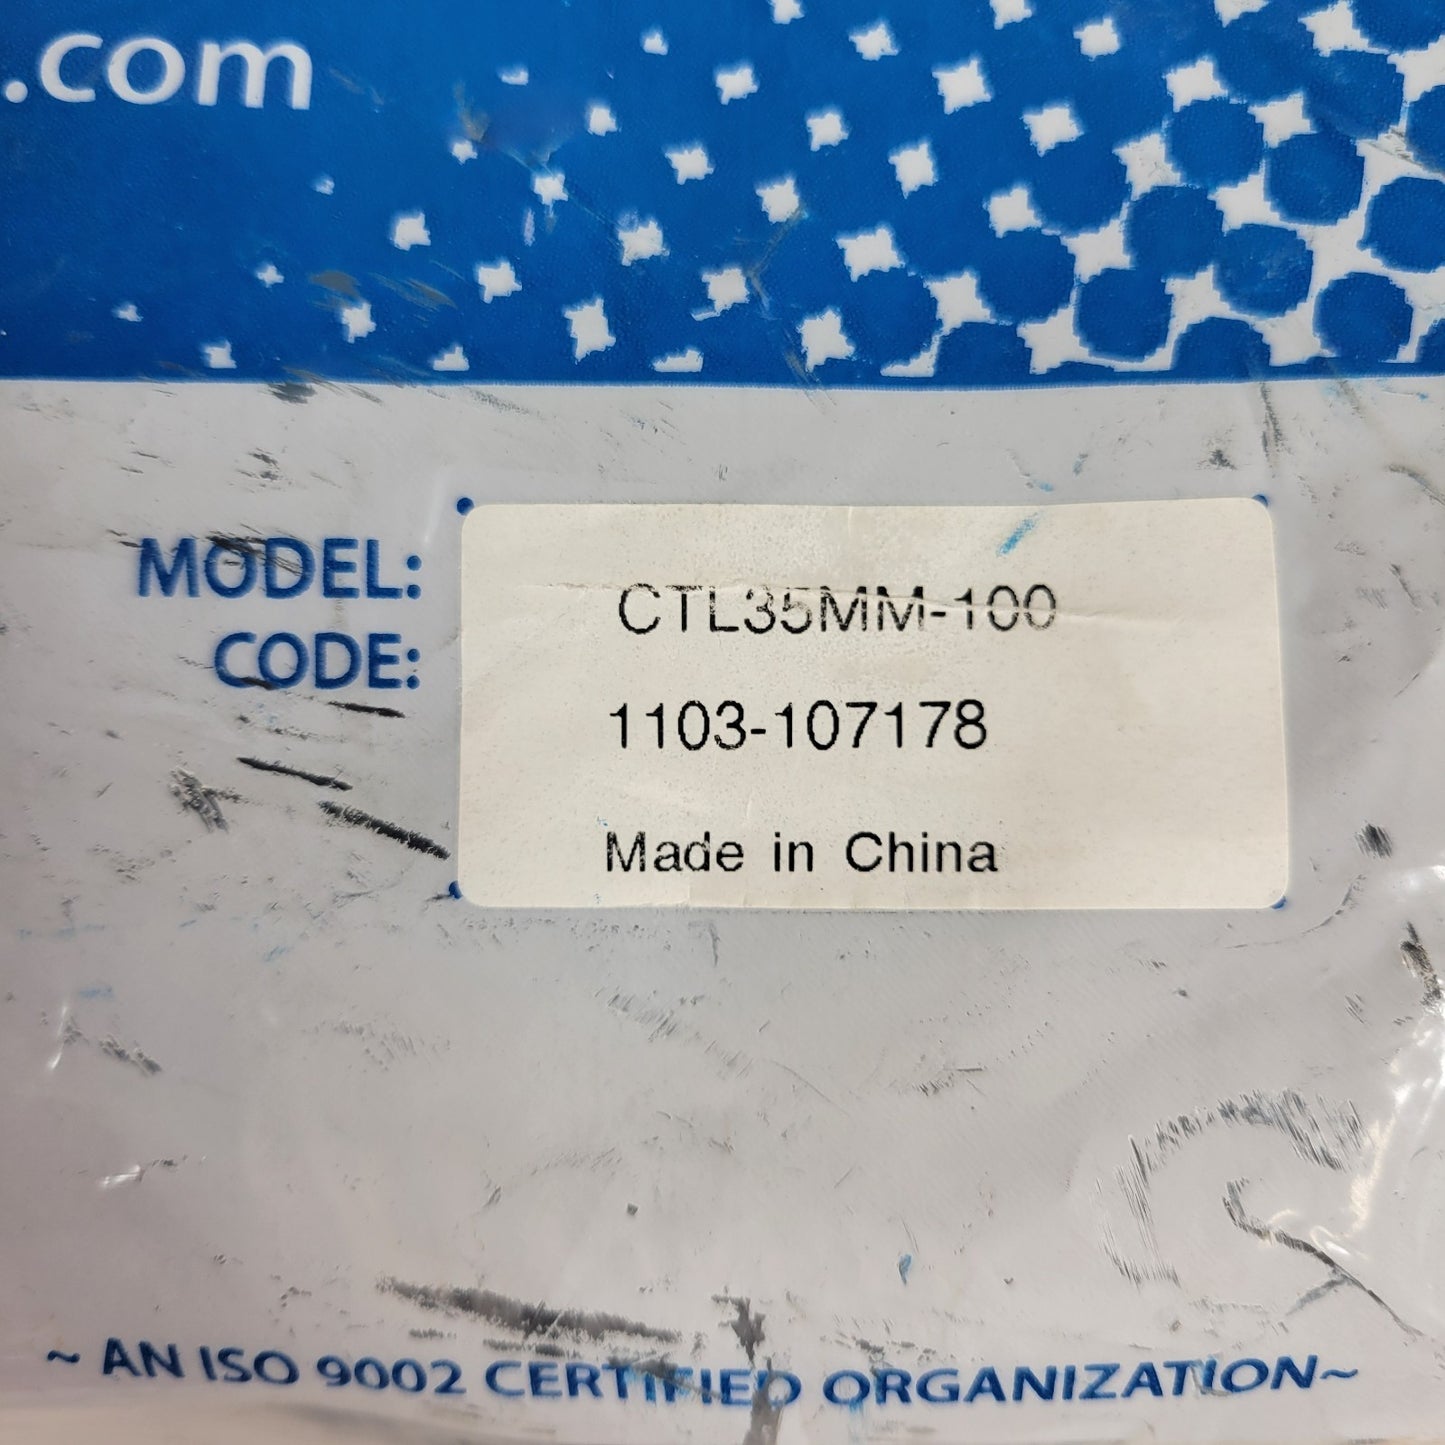 .com
MODEL: CTL35MM-100
CODE: 1103-107178
Made in China
~ AN ISO 9002 CERTIFIED ORGANIZATION~